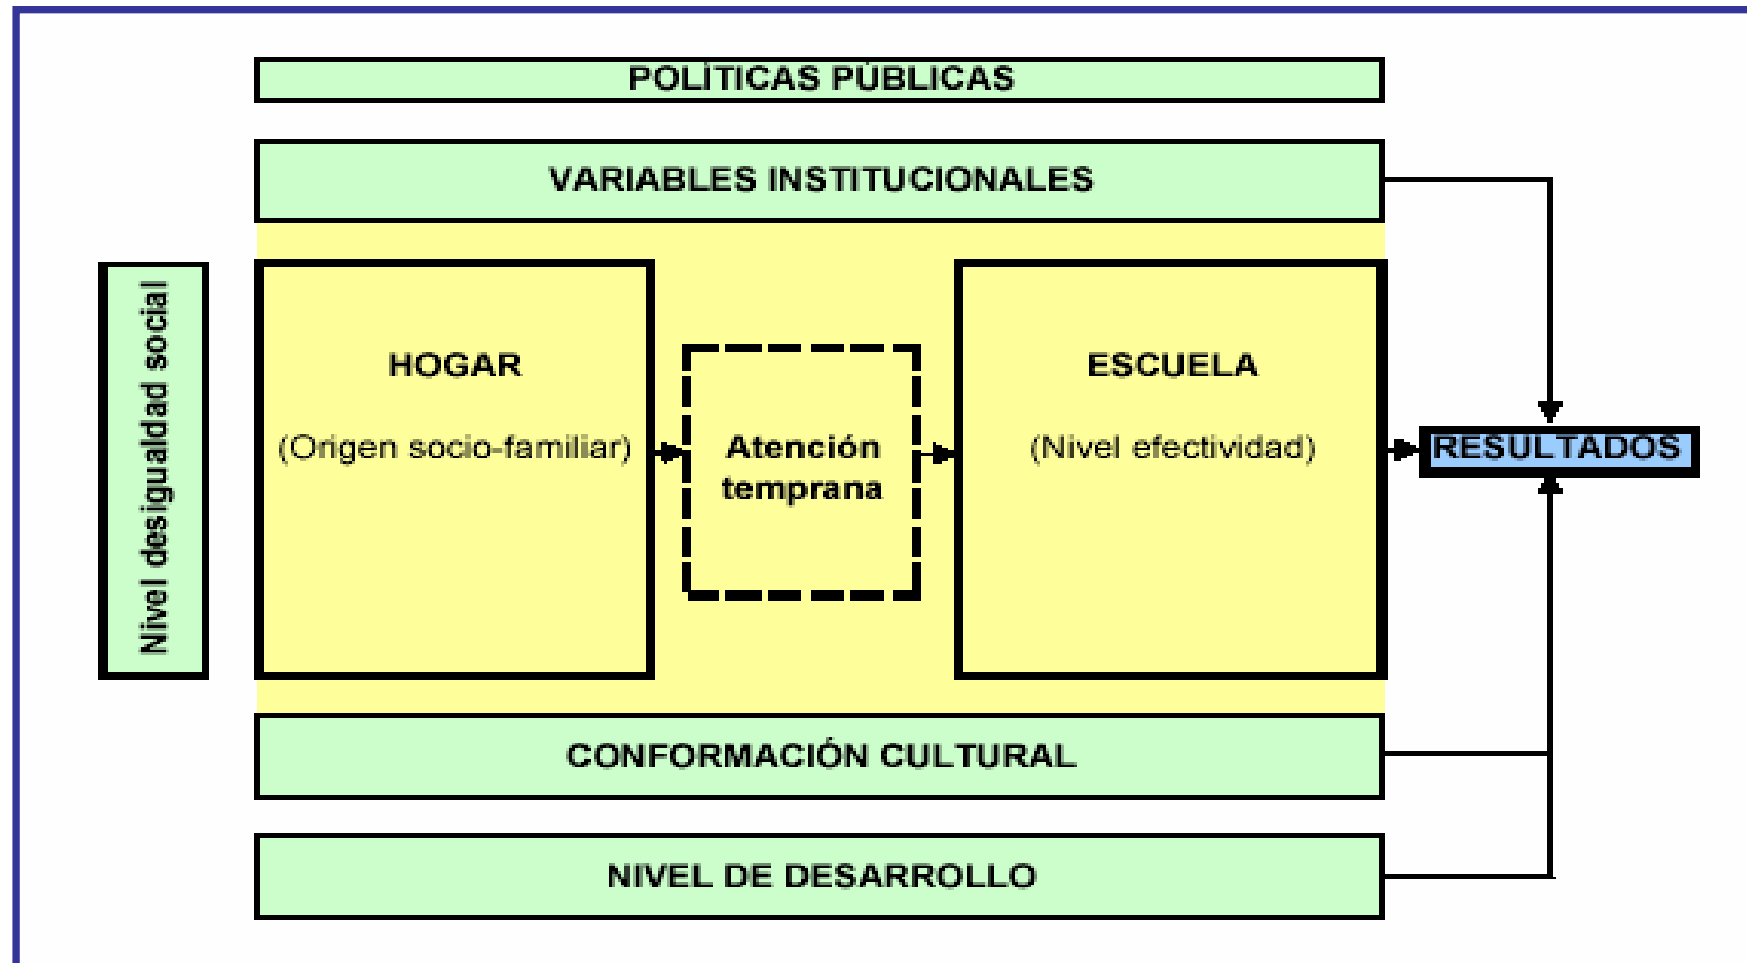 POLÍTICAS PÚBLICAS
VARIABLES INSTITUCIONALES
Nivel desigualdad social
HOGAR
(Origen socio-familiar)
Atención
temprana
ESCUELA
(Nivel efectividad)
RESULTADOS
CONFORMACIÓN CULTURAL
NIVEL DE DESARROLLO